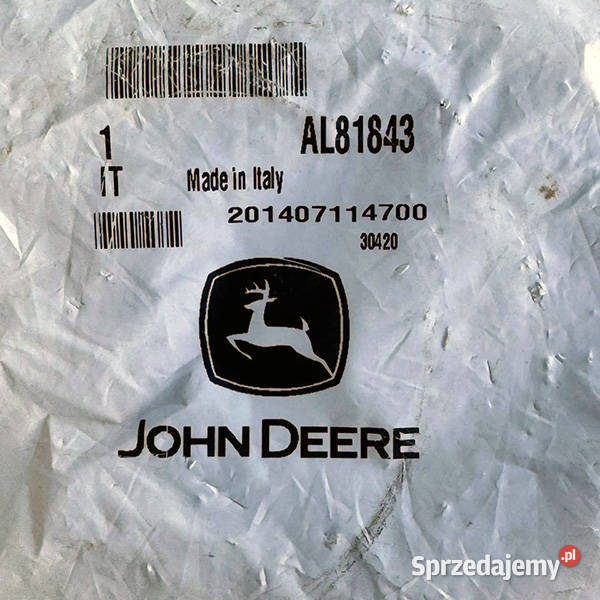 1 AL81843
IT Made in Italy
201407114700
30420
JOHN DEERE
Sprzedajemy.pl